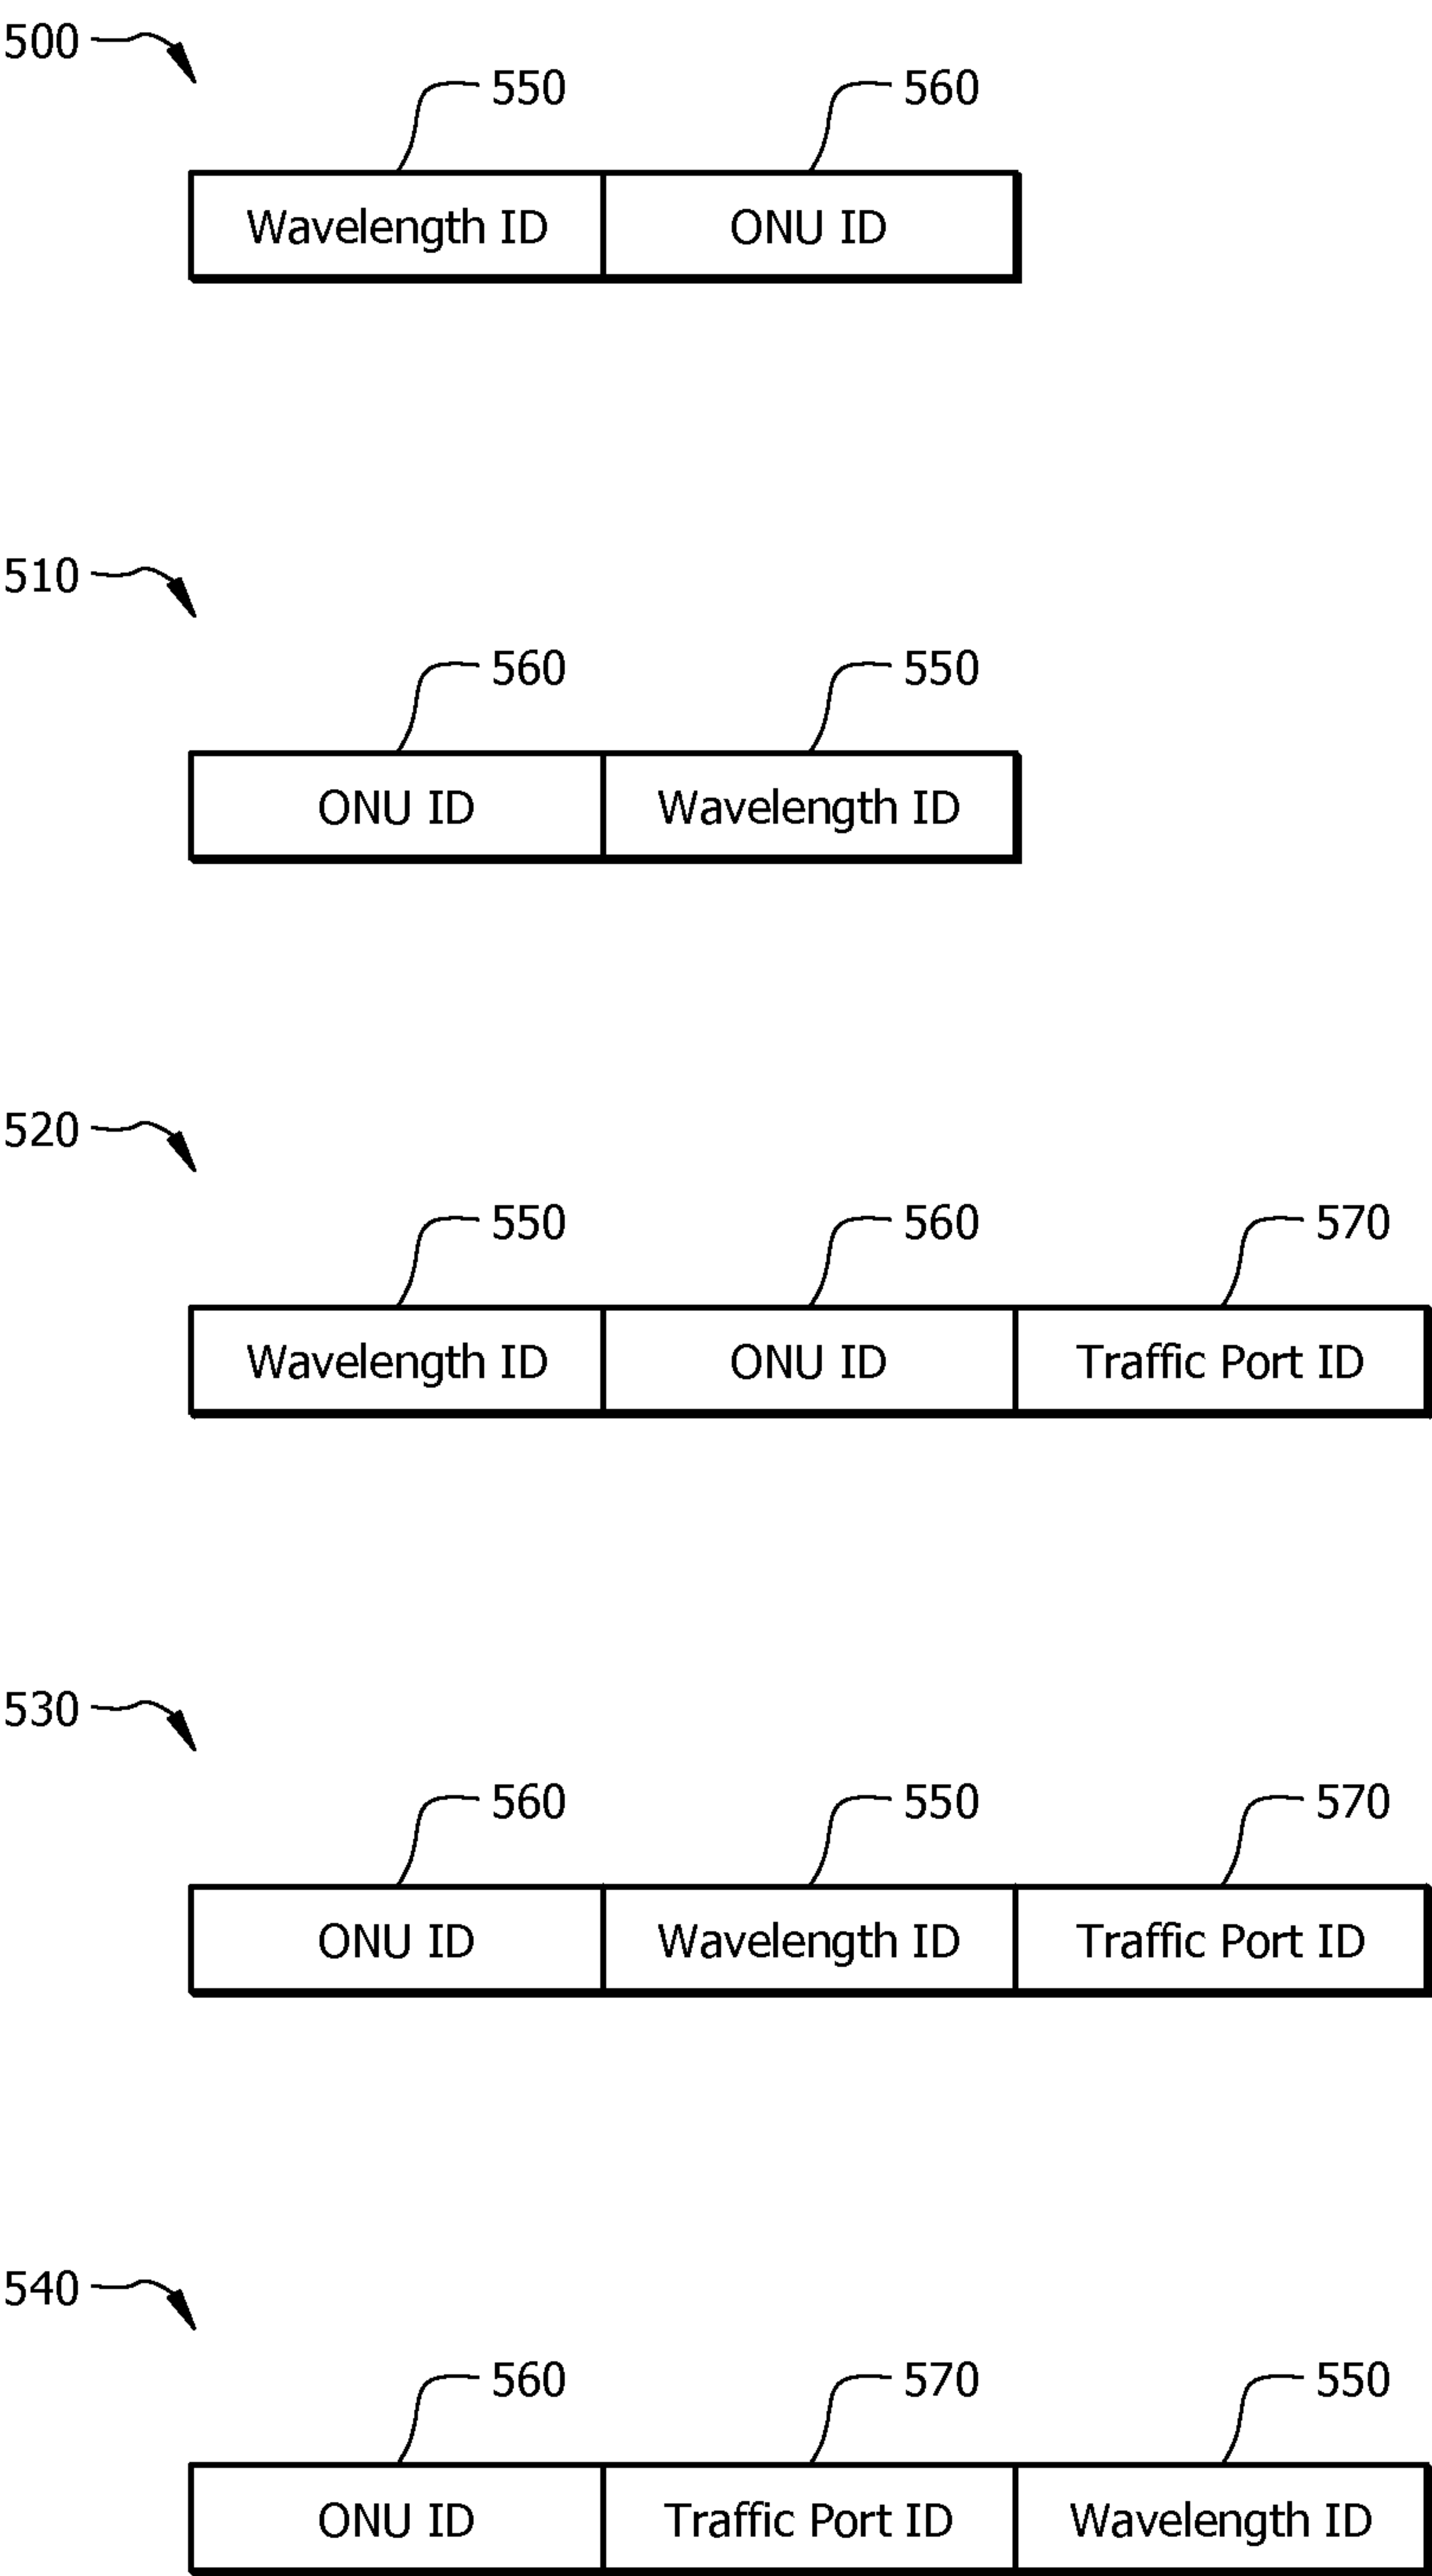 500
550 560
Wavelength ID ONU ID
510
560 550
ONU ID Wavelength ID
520
550 560 570
Wavelength ID ONU ID Traffic Port ID
530
560 550 570
ONU ID Wavelength ID Traffic Port ID
540
560 570 550
ONU ID Traffic Port ID Wavelength ID